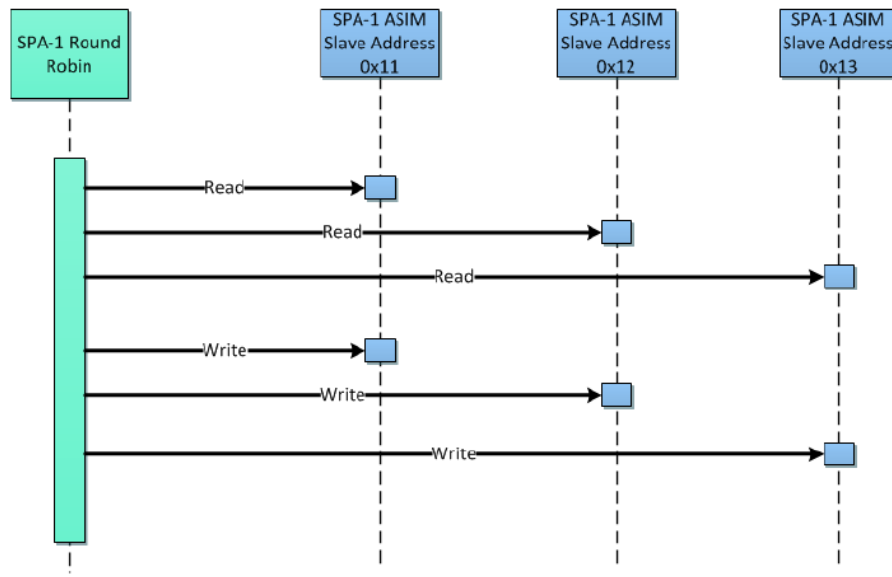 SPA-1 Round
Robin
SPA-1 ASIM
Slave Address
0x11
SPA-1 ASIM
Slave Address
0x12
SPA-1 ASIM
Slave Address
0x13
Read
Read
Read
Write
Write
Write